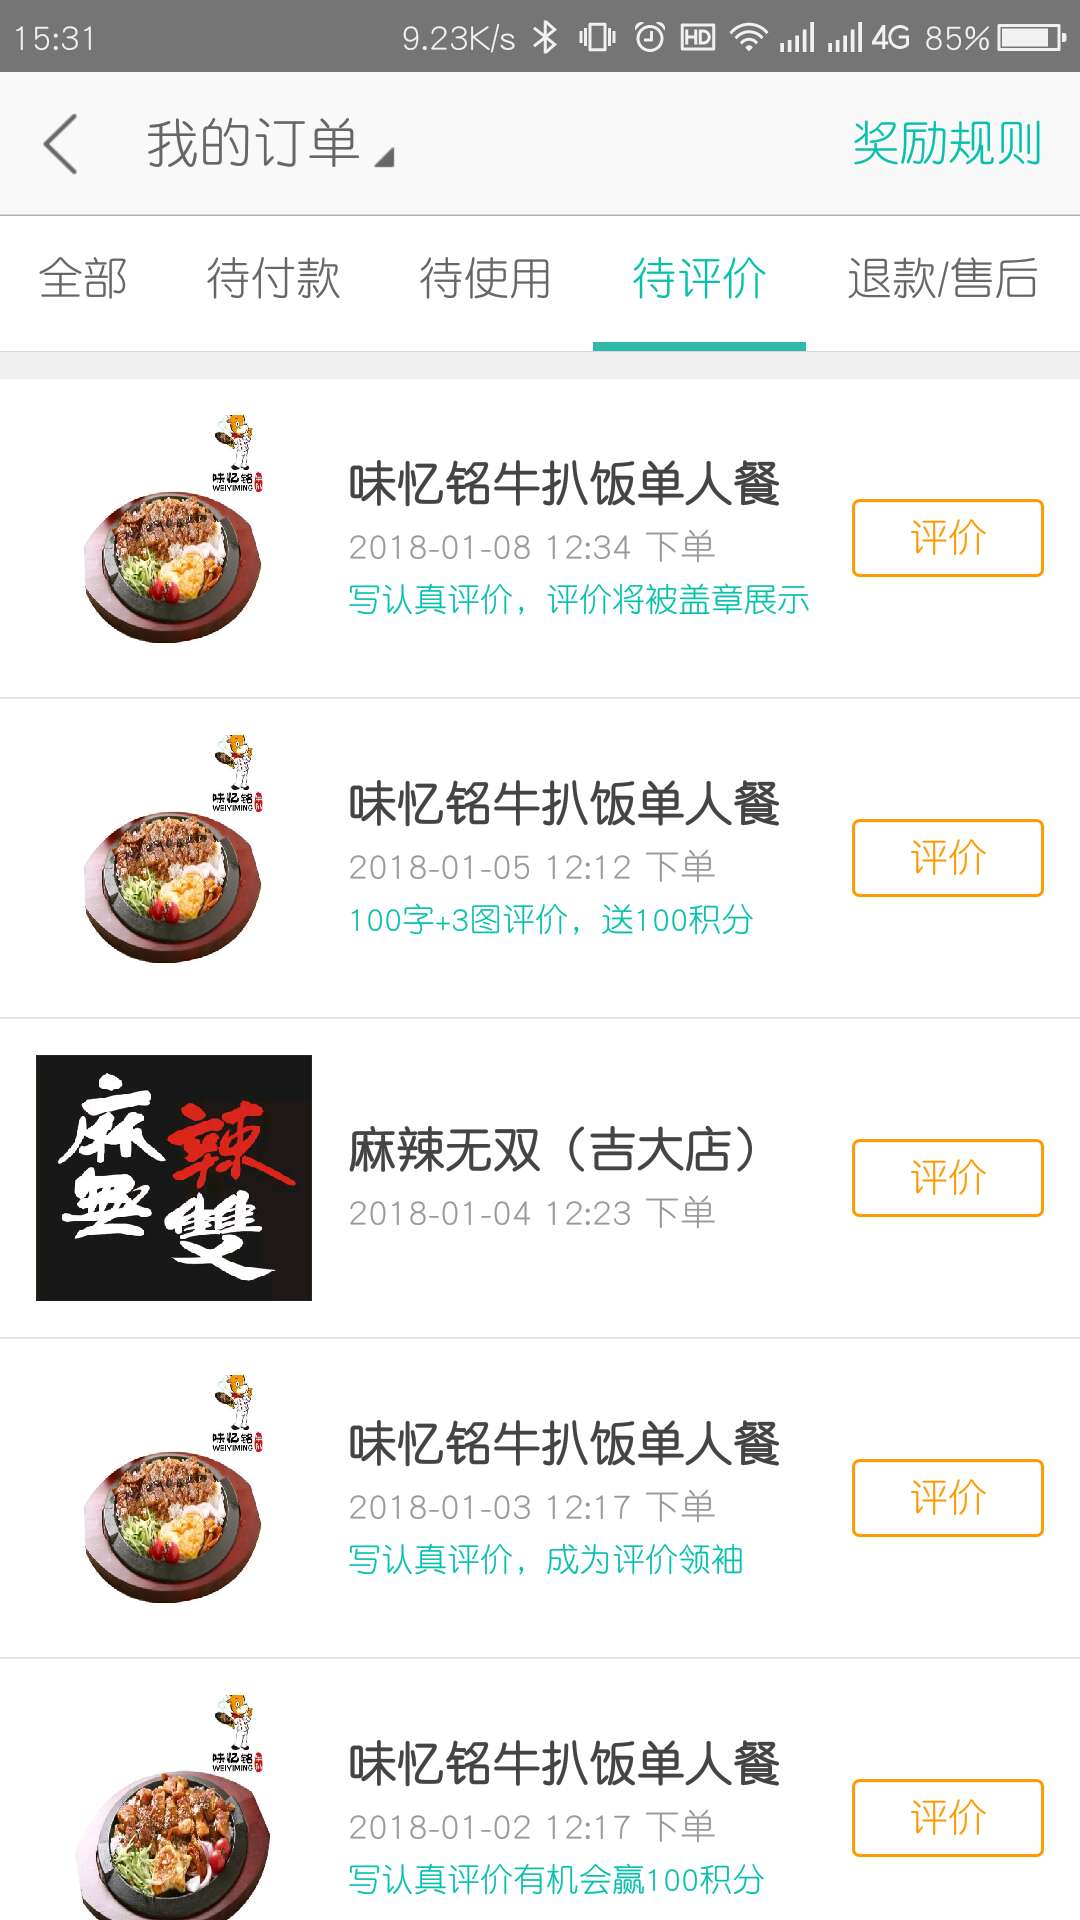 15:31 9.23K/s HD 4G 85%
我的订单 奖励规则
全部 待付款 待使用 待评价 退款/售后
味忆铭
WEIYIMING
味忆铭牛扒饭单人餐
2018-01-08 12:34 下单
写认真评价，评价将被盖章展示
评价
味忆铭
WEIYIMING
味忆铭牛扒饭单人餐
2018-01-05 12:12 下单
100字+3图评价，送100积分
评价
麻辣
無雙
麻辣无双（吉大店）
2018-01-04 12:23 下单
评价
味忆铭
WEIYIMING
味忆铭牛扒饭单人餐
2018-01-03 12:17 下单
写认真评价，成为评价领袖
评价
味忆铭
WEIYIMING
味忆铭牛扒饭单人餐
2018-01-02 12:17 下单
写认真评价有机会赢100积分
评价